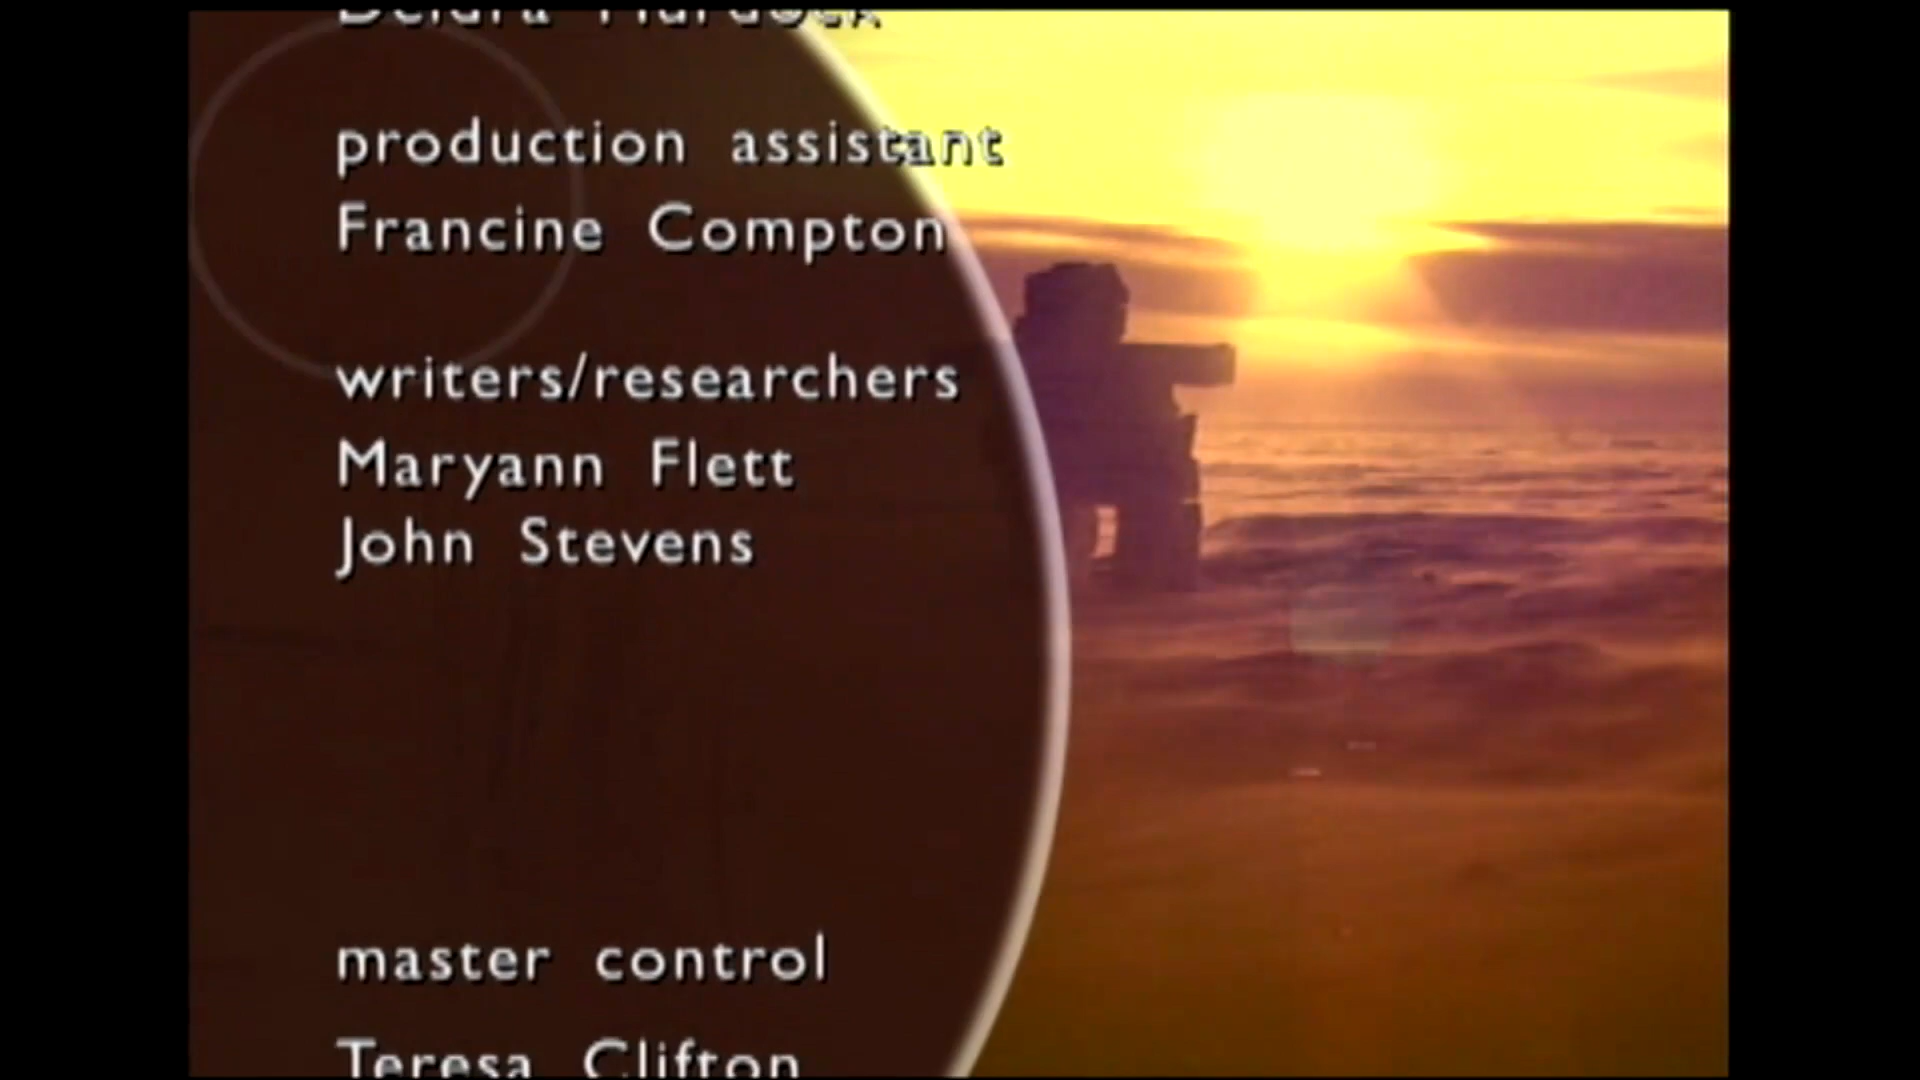 production assistant
Francine Compton
writers/researchers
Maryann Flett
John Stevens
master control
Teresa Clifton